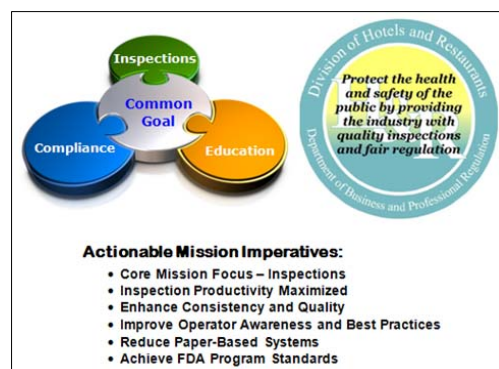 Inspections
Common
Goal
Compliance
Education
Division of Hotels and Restaurants
Protect the health
and safety of the
public by providing
the industry with
quality inspections
and fair regulation
Department of Business and Professional Regulation
Actionable Mission Imperatives:
• Core Mission Focus – Inspections
• Inspection Productivity Maximized
• Enhance Consistency and Quality
• Improve Operator Awareness and Best Practices
• Reduce Paper-Based Systems
• Achieve FDA Program Standards